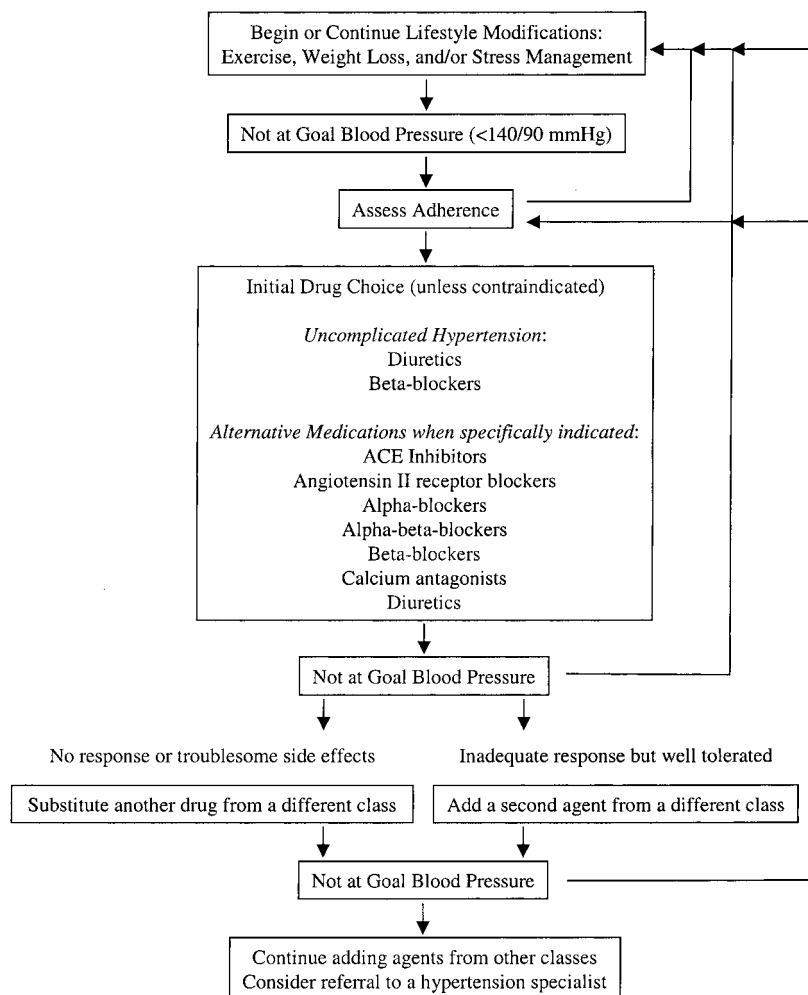 Begin or Continue Lifestyle Modifications:
Exercise, Weight Loss, and/or Stress Management
Not at Goal Blood Pressure (<140/90 mmHg)
Assess Adherence
Initial Drug Choice (unless contraindicated)
Uncomplicated Hypertension:
Diuretics
Beta-blockers
Alternative Medications when specifically indicated:
ACE Inhibitors
Angiotensin II receptor blockers
Alpha-blockers
Alpha-beta-blockers
Beta-blockers
Calcium antagonists
Diuretics
Not at Goal Blood Pressure
No response or troublesome side effects
Inadequate response but well tolerated
Substitute another drug from a different class
Add a second agent from a different class
Not at Goal Blood Pressure
Continue adding agents from other classes
Consider referral to a hypertension specialist